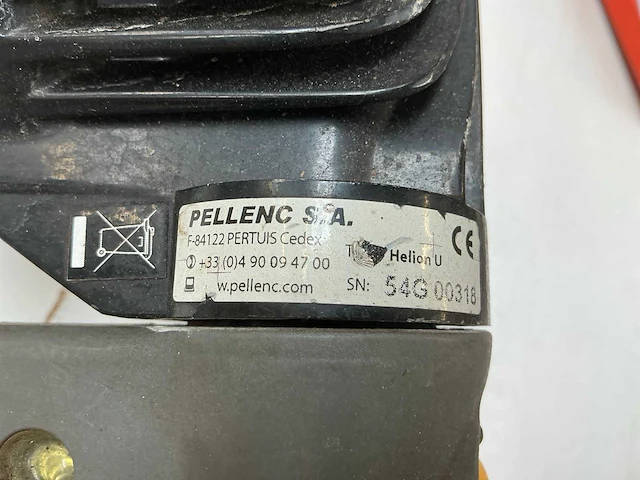 PELLENC S.A.
F-84122 PERTUIS Cedex
+33 (0)4 90 09 47 00
w.pellenc.com
Helion U
SN: 54G 00318
CE